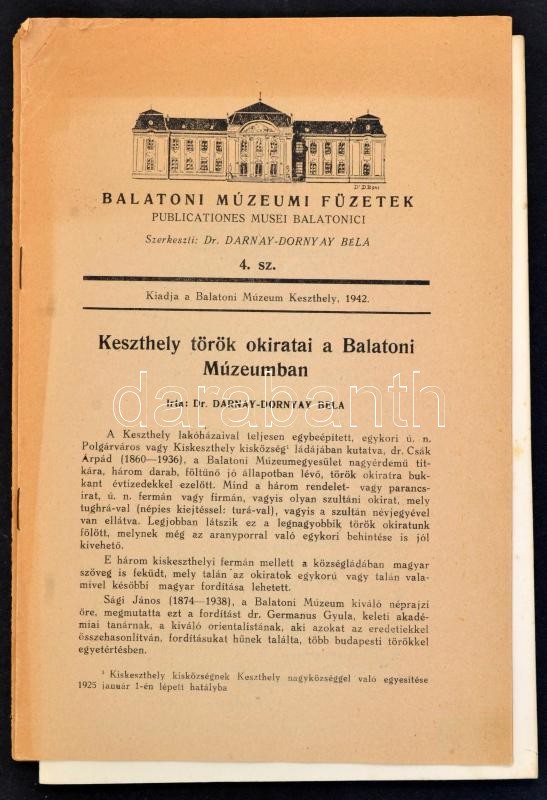 Dr D.Béni
BALATONI MÚZEUMI FÜZETEK
PUBLICATIONES MUSEI BALATONICI
Szerkeszti: Dr. DARNAY-DORNYAY BÉLA
4. sz.
Kiadja a Balatoni Múzeum Keszthely, 1942.
Keszthely török okiratai a Balatoni
Múzeumban
darabanth
Irta: Dr. DARNAY-DORNYAY BÉLA
A Keszthely lakóházaival teljesen egybeépített, egykori ú. n.
Polgárváros vagy Kiskeszthely kisközség¹ ládájában kutatva, dr. Csák
Árpád (1860—1936), a Balatoni Múzeumegyesület nagyérdemű tit-
kára, három darab, föltűnő jó állapotban lévő, török okiratra buk-
kant évtizedekkel ezelőtt. Mind a három rendelet- vagy parancs-
irat, ú. n. fermán vagy firmán, vagyis olyan szultáni okirat, mely
tughrá-val (népies kiejtéssel: turá-val), vagyis a szultán névjegyével
van ellátva. Legjobban látszik ez a legnagyobbik török okiratunk
fölött, melynek még az aranyporral való egykori behintése is jól
kivehető.
E három kiskeszthelyi fermán mellett a községládában magyar
szöveg is feküdt, mely talán az okiratok egykorú vagy talán vala-
mivel későbbi magyar fordítása lehetett.
Sági János (1874—1938), a Balatoni Múzeum kiváló néprajzi
őre, megmutatta ezt a fordítást dr. Germanus Gyula, keleti akadé-
miai tanárnak, a kiváló orientalistának, aki azokat az eredetiekkel
összehasonlítván, fordításukat hűnek találta, több budapesti törökkel
egyetértésben.
¹ Kiskeszthely kisközségnek Keszthely nagyközséggel való egyesítése
1925 január 1-én lépett hatályba